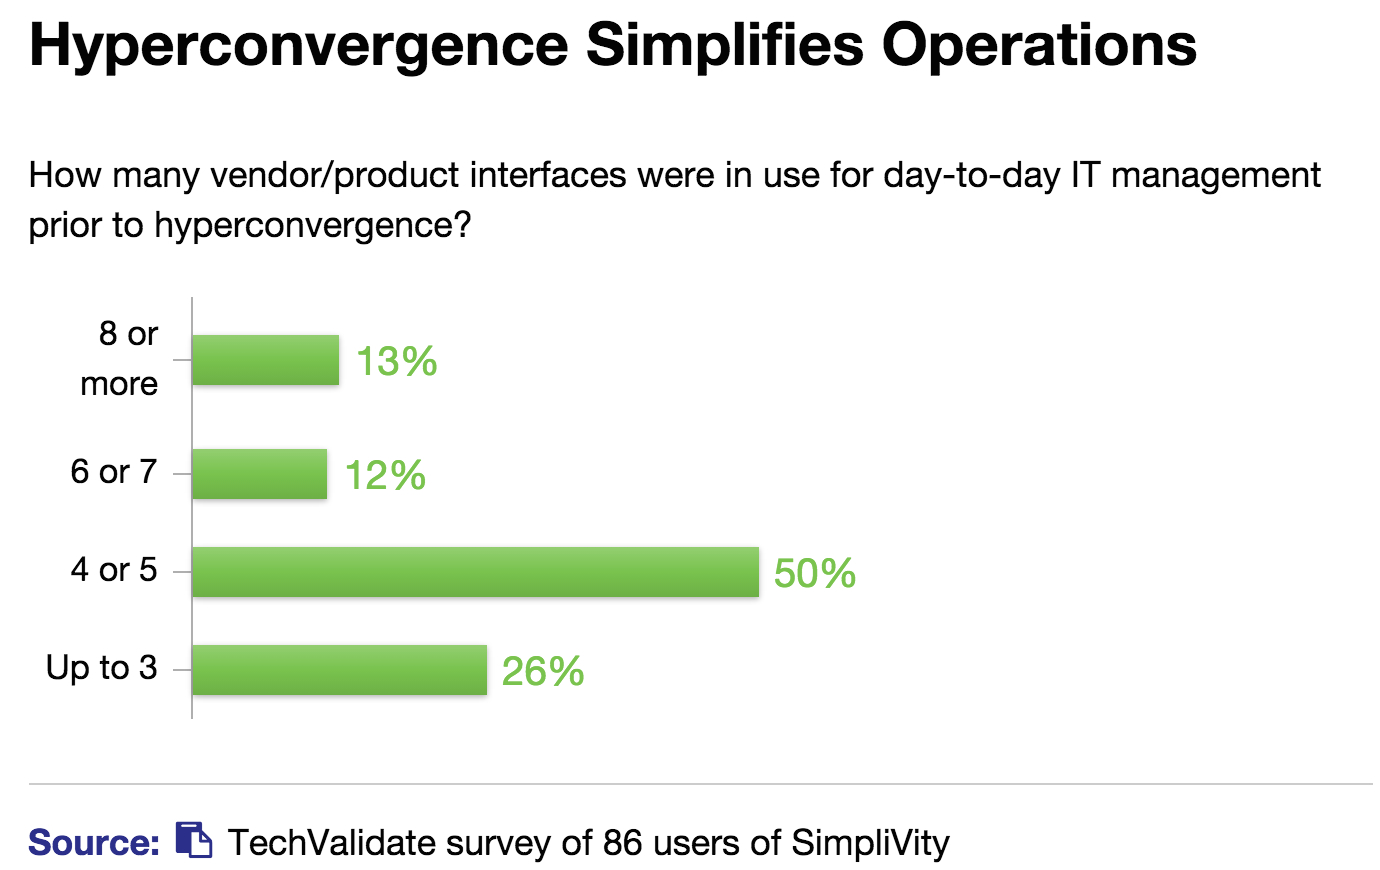 Hyperconvergence Simplifies Operations
How many vendor/product interfaces were in use for day-to-day IT management
prior to hyperconvergence?
8 or
more
13%
6 or 7
12%
4 or 5
50%
Up to 3
26%
Source: TechValidate survey of 86 users of SimpliVity